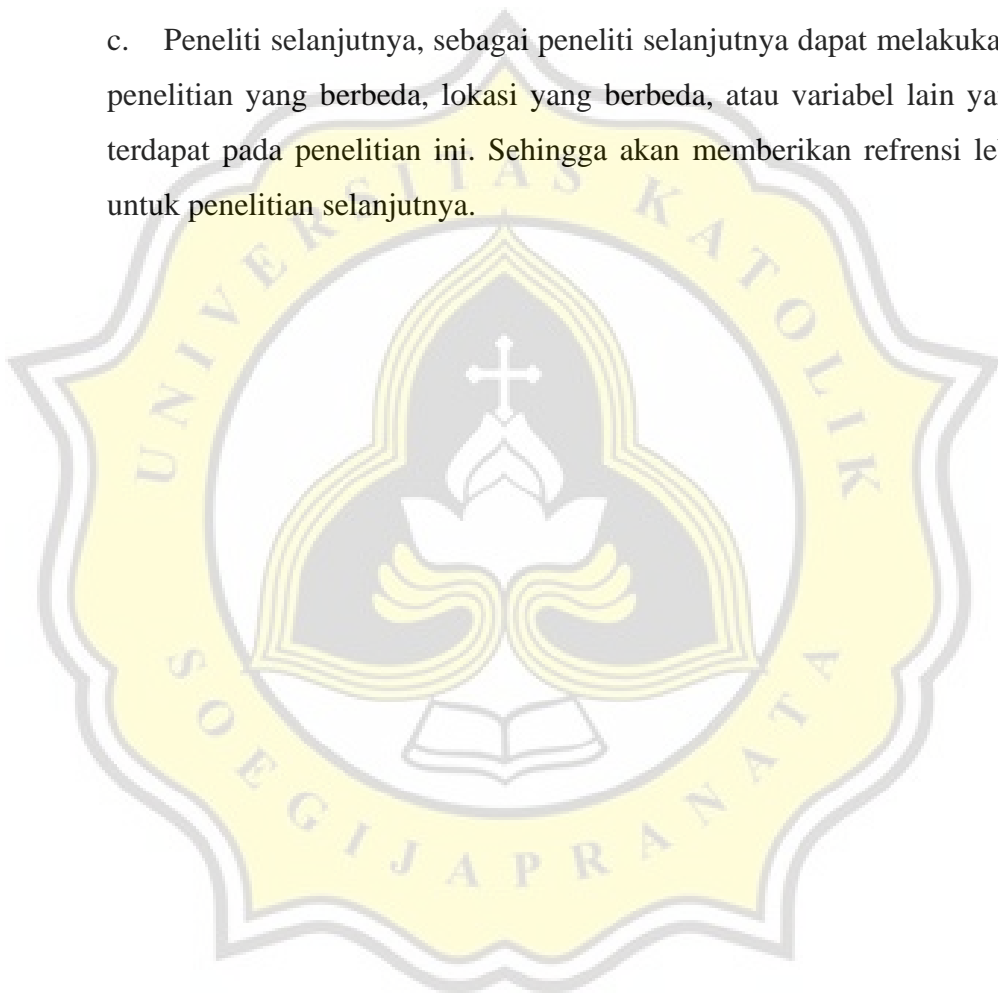 c. Peneliti selanjutnya, sebagai peneliti selanjutnya dapat melakuka
penelitian yang berbeda, lokasi yang berbeda, atau variabel lain ya
terdapat pada penelitian ini. Sehingga akan memberikan refrensi le
untuk penelitian selanjutnya.
UNIVERSITAS KATOLIK
SOEGIJAPRANATA